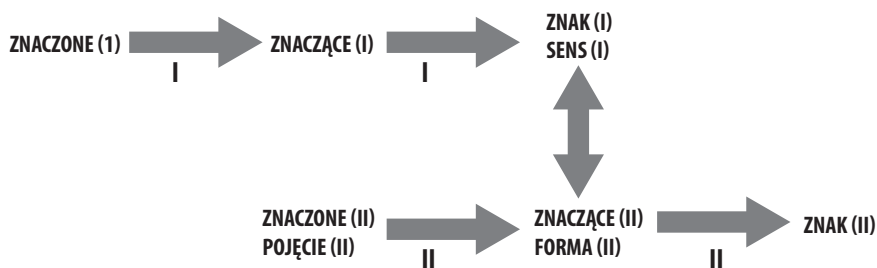 ZNACZONE (1)
I
ZNACZĄCE (I)
I
ZNAK (I)
SENS (I)
ZNACZONE (II)
POJĘCIE (II)
II
ZNACZĄCE (II)
FORMA (II)
II
ZNAK (II)